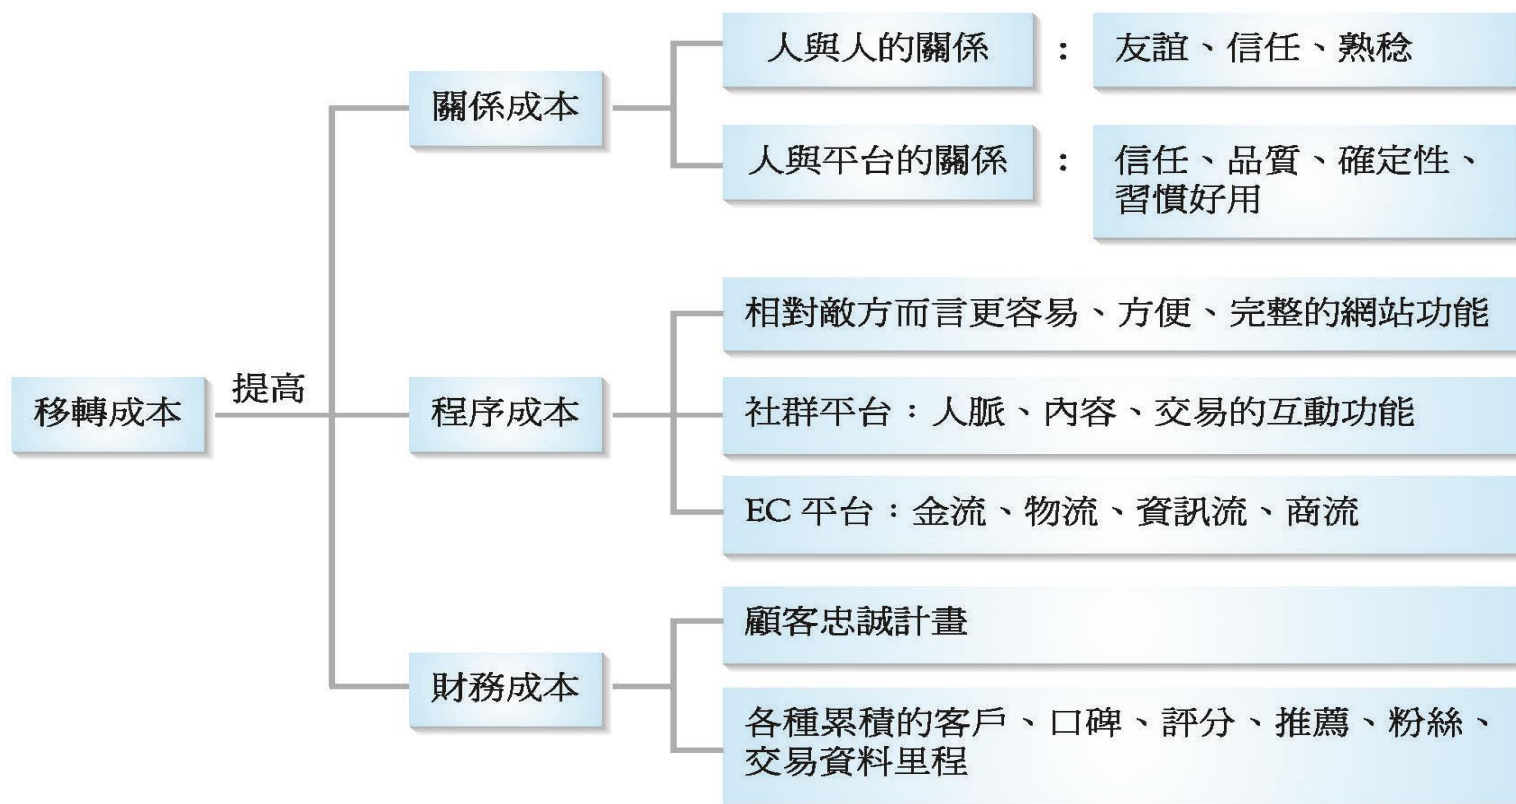 移轉成本
提高
關係成本
人與人的關係 : 友誼、信任、熟稔
人與平台的關係 : 信任、品質、確定性、
習慣好用
程序成本
相對敵方而言更容易、方便、完整的網站功能
社群平台：人脈、內容、交易的互動功能
EC 平台：金流、物流、資訊流、商流
財務成本
顧客忠誠計畫
各種累積的客戶、口碑、評分、推薦、粉絲、
交易資料里程